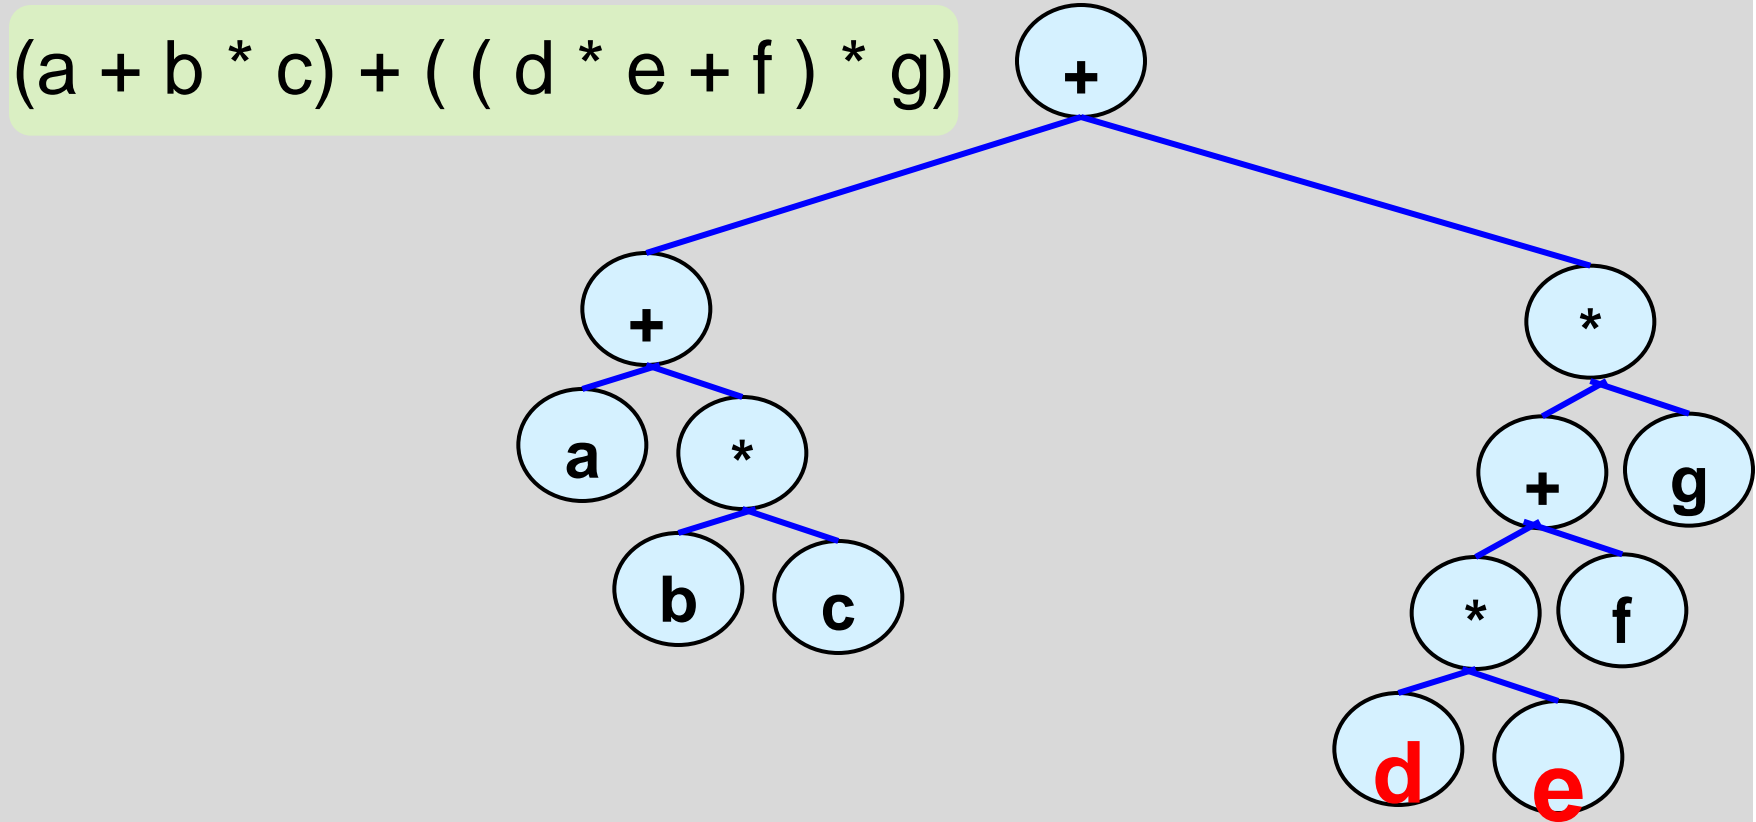 (a + b * c) + ( ( d * e + f ) * g)
+
+
*
a
*
+
g
b
c
*
f
d
e